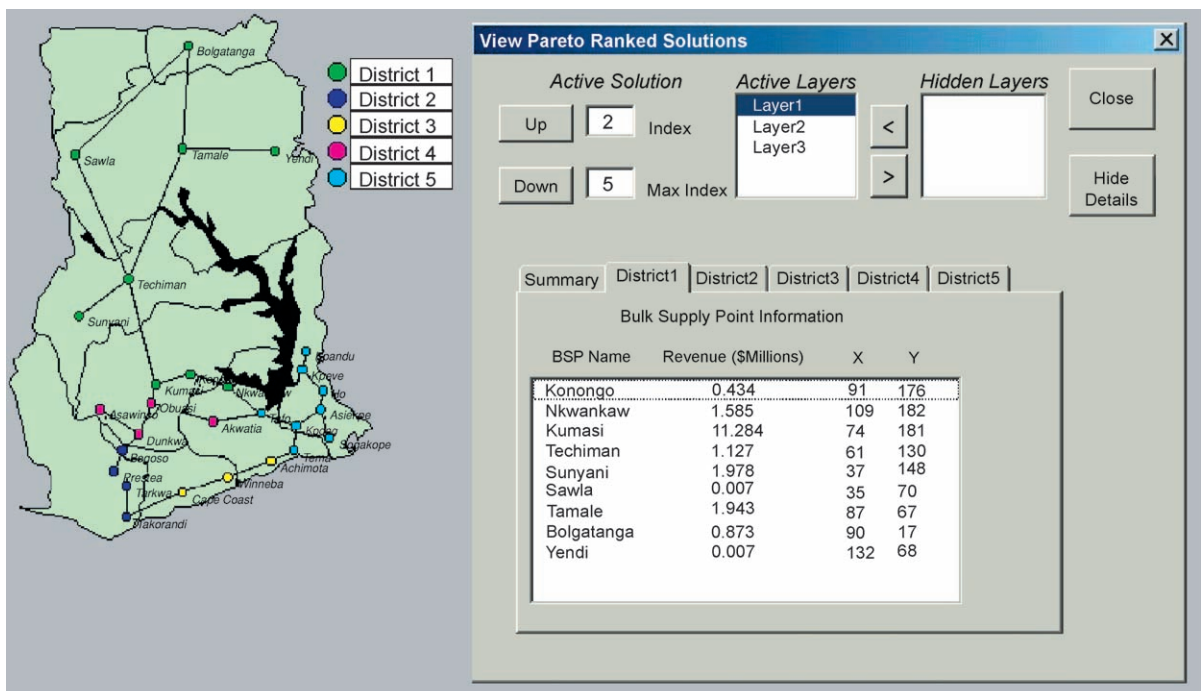 Bolgatanga
District 1
District 2
District 3
District 4
District 5
Sawla
Tamale
Yendi
Techiman
Sunyani
Kpandu
Kpeve
Ho
Kumasi
Nkwankaw
Asawinso
Obuasi
Akwatia
Tafo
Asiekpe
Kpong
Sogakope
Dunkwa
Bogoso
Tema
Achimota
Prestea
Winneba
Tarkwa
Cape Coast
Takorandi
View Pareto Ranked Solutions
Active Solution
Active Layers
Hidden Layers
Up
2
Index
Layer1
Layer2
Layer3
<
>
Close
Down
5
Max Index
Hide
Details
Summary District1 District2 District3 District4 District5
Bulk Supply Point Information
BSP Name Revenue ($Millions) X Y
Konongo 0.434 91 176
Nkwankaw 1.585 109 182
Kumasi 11.284 74 181
Techiman 1.127 61 130
Sunyani 1.978 37 148
Sawla 0.007 35 70
Tamale 1.943 87 67
Bolgatanga 0.873 90 17
Yendi 0.007 132 68